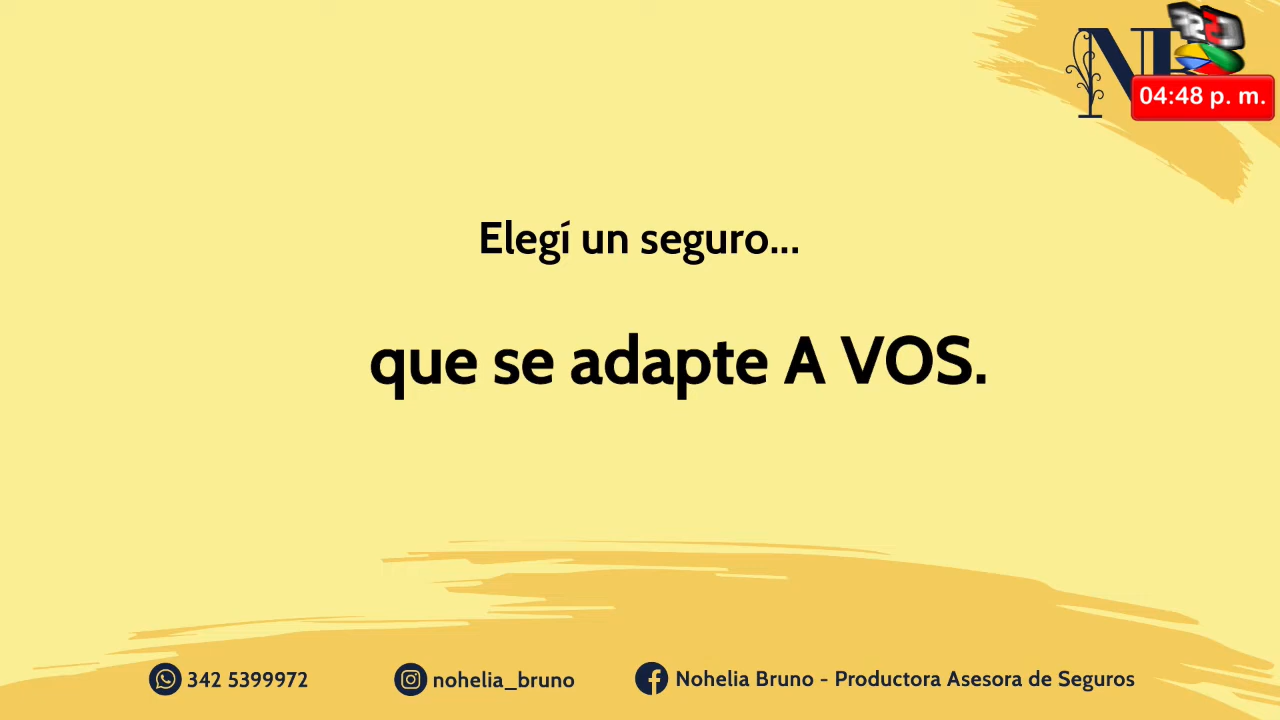 04:48 p. m.
Elegí un seguro...
que se adapte A VOS.
342 5399972
nohelia_bruno
Nohelia Bruno - Productora Asesora de Seguros